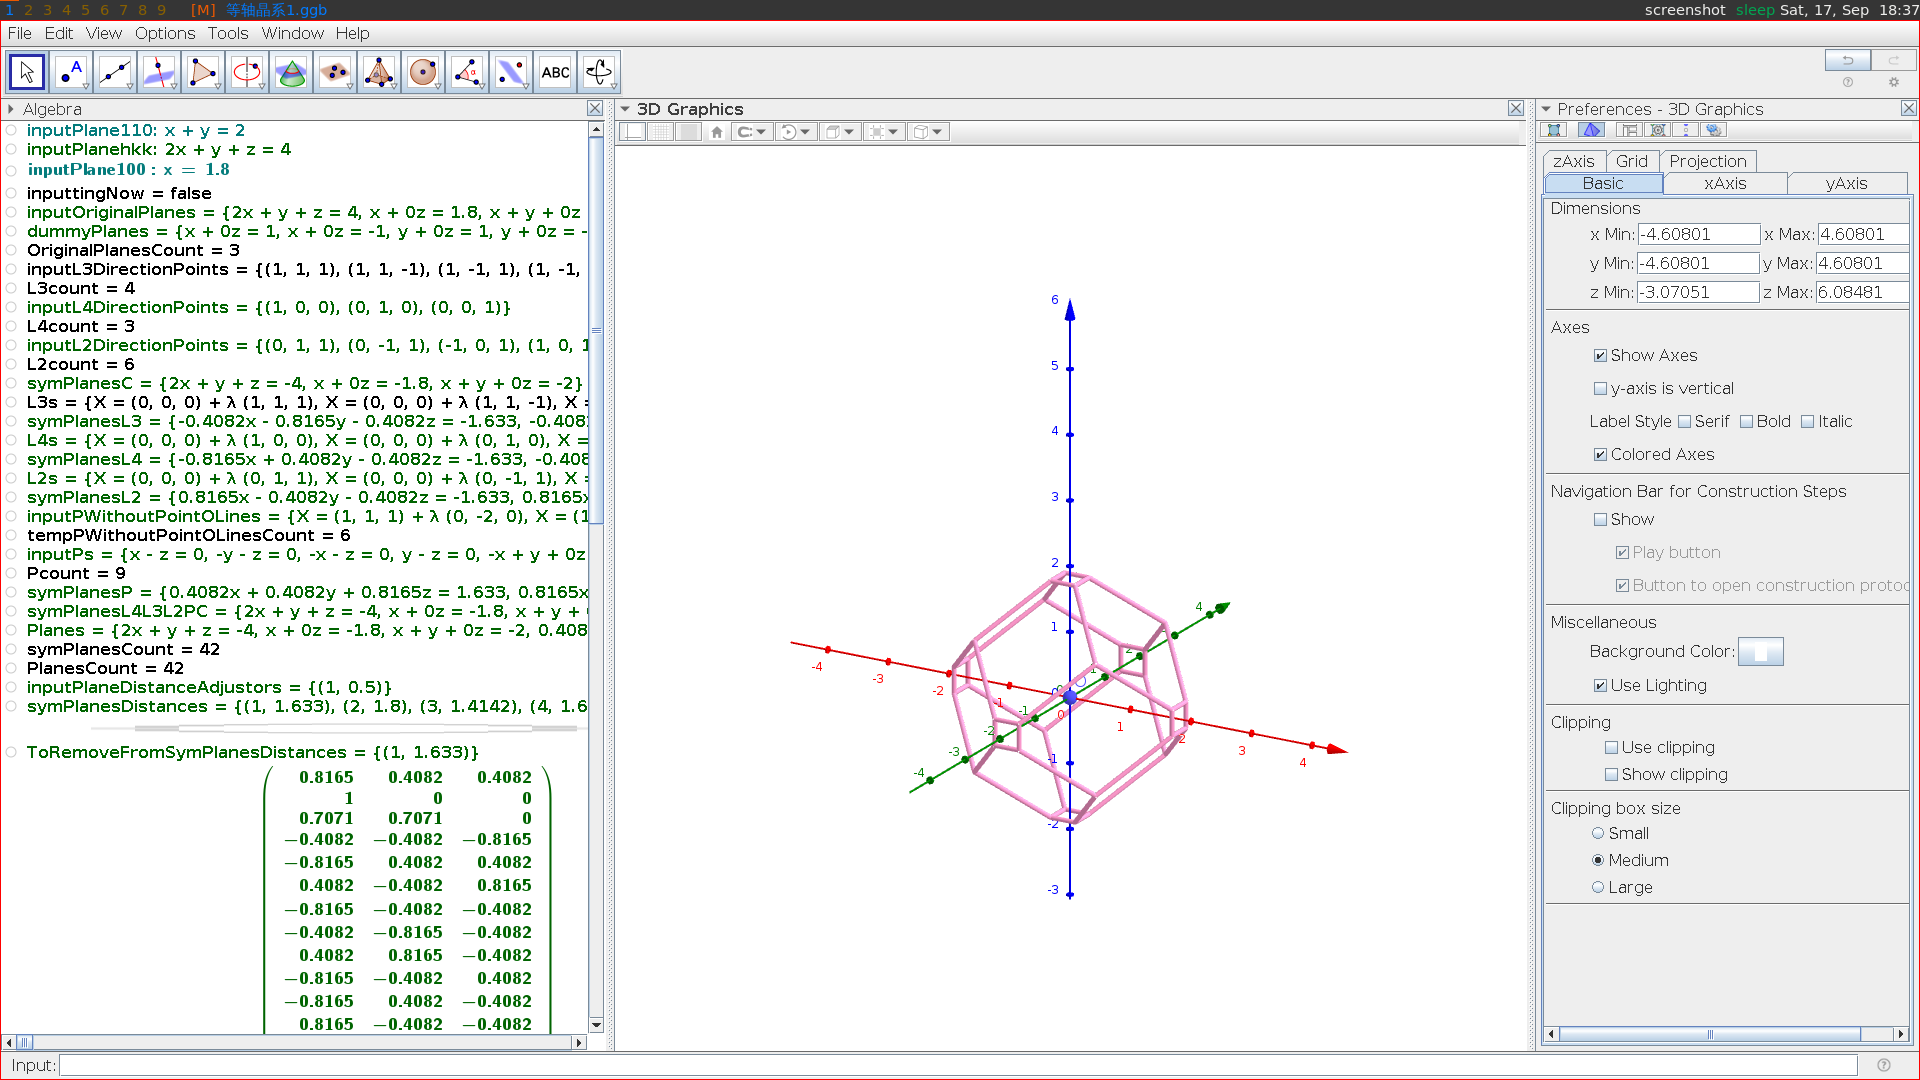 1 2 3 4 5 6 7 8 9 [M] 等轴晶系1.ggb
screenshot sleep Sat, 17, Sep 18:37
File Edit View Options Tools Window Help
A
ABC
Algebra
inputPlane110: x + y = 2
inputPlanehkk: 2x + y + z = 4
inputPlane100 : x = 1.8
inputtingNow = false
inputOriginalPlanes = {2x + y + z = 4, x + 0z = 1.8, x + y + 0z
dummyPlanes = {x + 0z = 1, x + 0z = -1, y + 0z = 1, y + 0z = -
OriginalPlanesCount = 3
inputL3DirectionPoints = {(1, 1, 1), (1, 1, -1), (1, -1, 1), (1, -1,
L3count = 4
inputL4DirectionPoints = {(1, 0, 0), (0, 1, 0), (0, 0, 1)}
L4count = 3
inputL2DirectionPoints = {(0, 1, 1), (0, -1, 1), (-1, 0, 1), (1, 0, 1
L2count = 6
symPlanesC = {2x + y + z = -4, x + 0z = -1.8, x + y + 0z = -2}
L3s = {X = (0, 0, 0) + λ (1, 1, 1), X = (0, 0, 0) + λ (1, 1, -1), X =
symPlanesL3 = {-0.4082x - 0.8165y - 0.4082z = -1.633, -0.408
L4s = {X = (0, 0, 0) + λ (1, 0, 0), X = (0, 0, 0) + λ (0, 1, 0), X =
symPlanesL4 = {-0.8165x + 0.4082y - 0.4082z = -1.633, -0.408
L2s = {X = (0, 0, 0) + λ (0, 1, 1), X = (0, 0, 0) + λ (0, -1, 1), X =
symPlanesL2 = {0.8165x - 0.4082y - 0.4082z = -1.633, 0.8165x
inputPWithoutPointOLines = {X = (1, 1, 1) + λ (0, -2, 0), X = (1
tempPWithoutPointOLinesCount = 6
inputPs = {x - z = 0, -y - z = 0, -x - z = 0, y - z = 0, -x + y + 0z
Pcount = 9
symPlanesP = {0.4082x + 0.4082y + 0.8165z = 1.633, 0.8165x
symPlanesL4L3L2PC = {2x + y + z = -4, x + 0z = -1.8, x + y +
Planes = {2x + y + z = -4, x + 0z = -1.8, x + y + 0z = -2, 0.408
symPlanesCount = 42
PlanesCount = 42
inputPlaneDistanceAdjustors = {(1, 0.5)}
symPlanesDistances = {(1, 1.633), (2, 1.8), (3, 1.4142), (4, 1.6
ToRemoveFromSymPlanesDistances = {(1, 1.633)}
0.8165 0.4082 0.4082
1 0 0
0.7071 0.7071 0
−0.4082 −0.4082 −0.8165
−0.8165 0.4082 0.4082
0.4082 −0.4082 0.8165
−0.8165 −0.4082 −0.4082
−0.4082 −0.8165 −0.4082
0.4082 0.8165 −0.4082
−0.8165 −0.4082 0.4082
−0.8165 0.4082 −0.4082
0.8165 −0.4082 −0.4082
3D Graphics
6
5
4
3
2
1
0
-1
-2
-3
-4 -3 -2 -1 0 1 2 3 4
-4 -3 -2 -1 1 2 4
Preferences - 3D Graphics
zAxis Grid Projection
Basic xAxis yAxis
Dimensions
x Min: -4.60801 x Max: 4.60801
y Min: -4.60801 y Max: 4.60801
z Min: -3.07051 z Max: 6.08481
Axes
Show Axes
y-axis is vertical
Label Style Serif Bold Italic
Colored Axes
Navigation Bar for Construction Steps
Show
Play button
Button to open construction protoc
Miscellaneous
Background Color:
Use Lighting
Clipping
Use clipping
Show clipping
Clipping box size
Small
Medium
Large
Input: